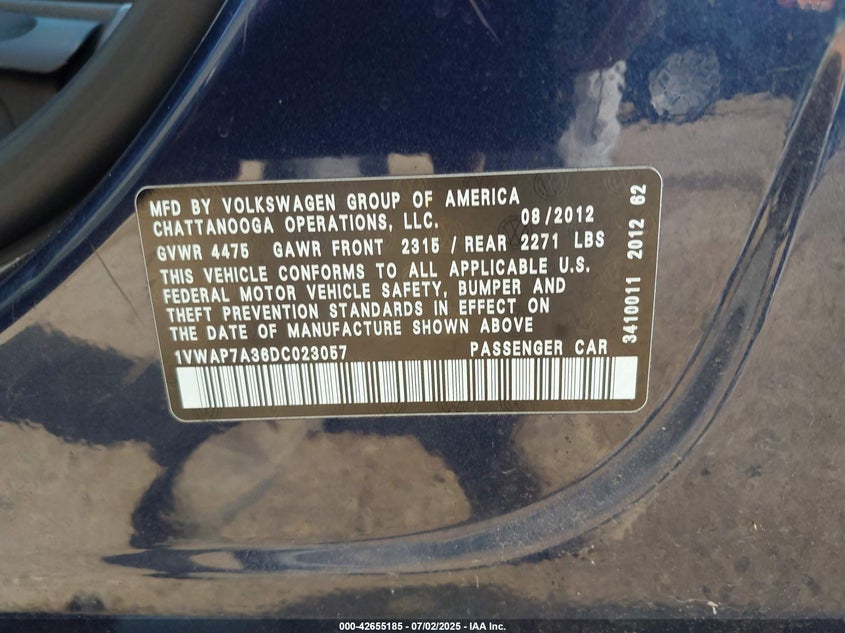 MFD BY VOLKSWAGEN GROUP OF AMERICA
CHATTANOOGA OPERATIONS, LLC. 08/2012
GVWR 4475 GAWR FRONT 2315 / REAR 2271 LBS
THIS VEHICLE CONFORMS TO ALL APPLICABLE U.S.
FEDERAL MOTOR VEHICLE SAFETY, BUMPER AND
THEFT PREVENTION STANDARDS IN EFFECT ON
THE DATE OF MANUFACTURE SHOWN ABOVE
1VWAP7A36DC023057 PASSENGER CAR
3410011 2012 62
000-42655185 - 07/02/2025 - IAA Inc.